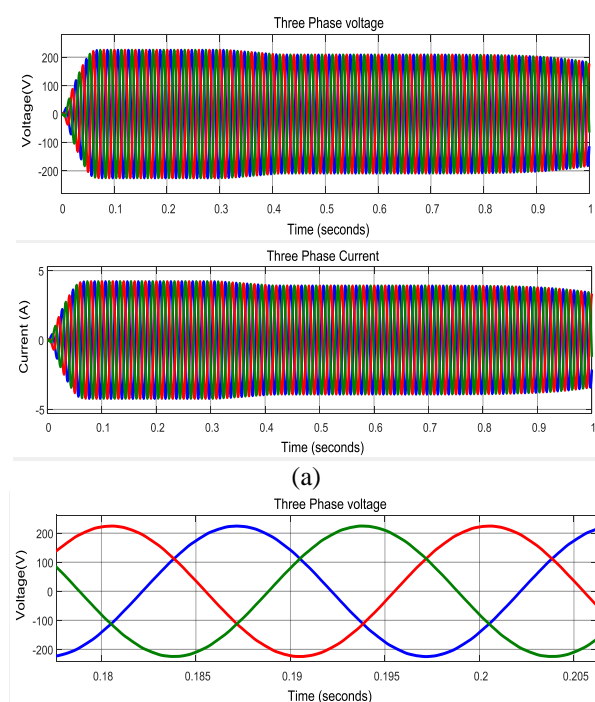 Three Phase voltage
Voltage(V)
200
100
0
-100
-200
0 0.1 0.2 0.3 0.4 0.5 0.6 0.7 0.8 0.9 1
Time (seconds)
Three Phase Current
Current (A)
5
0
-5
0 0.1 0.2 0.3 0.4 0.5 0.6 0.7 0.8 0.9 1
Time (seconds)
(a)
Three Phase voltage
Voltage(V)
200
100
0
-100
-200
0.18 0.185 0.19 0.195 0.2 0.205
Time (seconds)